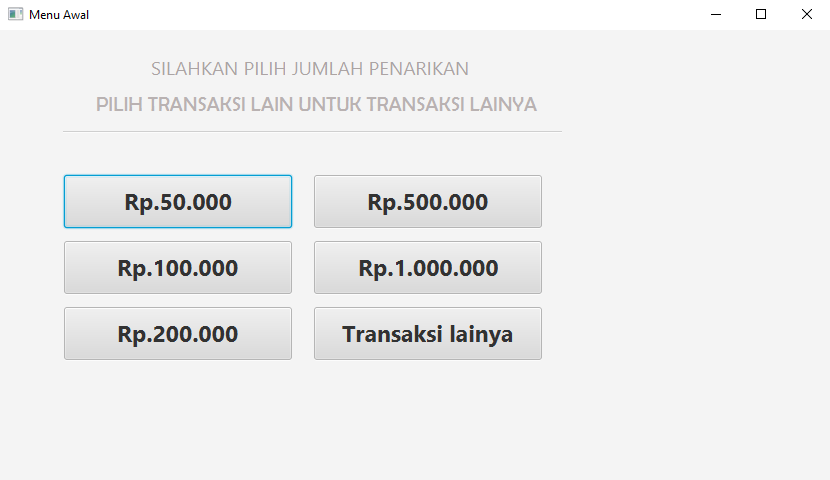 Menu Awal
SILAHKAN PILIH JUMLAH PENARIKAN
PILIH TRANSAKSI LAIN UNTUK TRANSAKSI LAINYA
Rp.50.000
Rp.500.000
Rp.100.000
Rp.1.000.000
Rp.200.000
Transaksi lainya